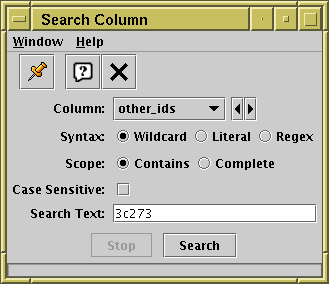 Search Column
Window Help
Column: other_ids
Syntax: Wildcard Literal Regex
Scope: Contains Complete
Case Sensitive:
Search Text: 3c273
Stop Search